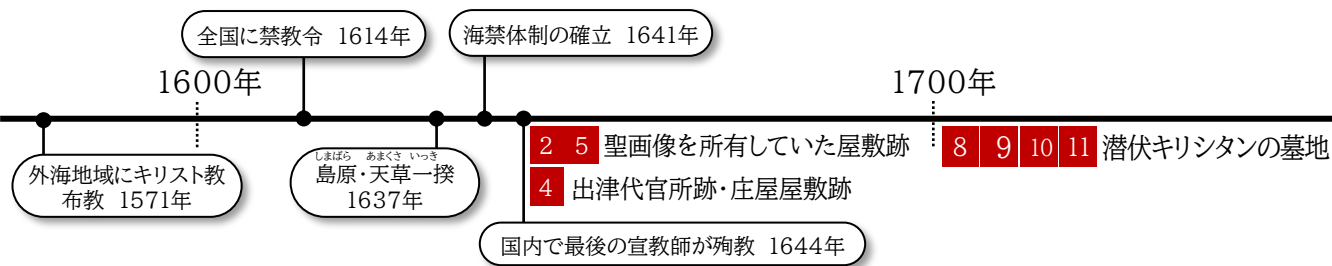 全国に禁教令 1614年
海禁体制の確立 1641年
1600年
1700年
2 5 聖画像を所有していた屋敷跡
8 9 10 11 潜伏キリシタンの墓地
4 出津代官所跡・庄屋屋敷跡
外海地域にキリスト教
布教 1571年
しまばら あまくさ いっき
島原・天草一揆
1637年
国内で最後の宣教師が殉教 1644年